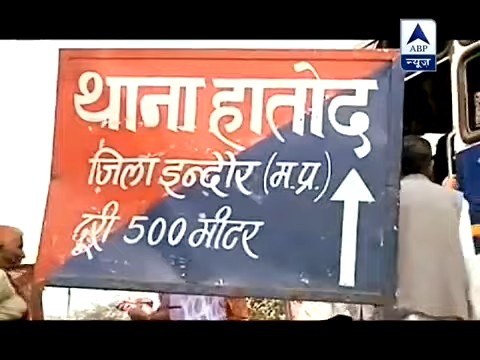 ABP
न्यूज़
थाना हातोद
ज़िला इन्दौर (म.प्र.)
दूरी 500 मीटर